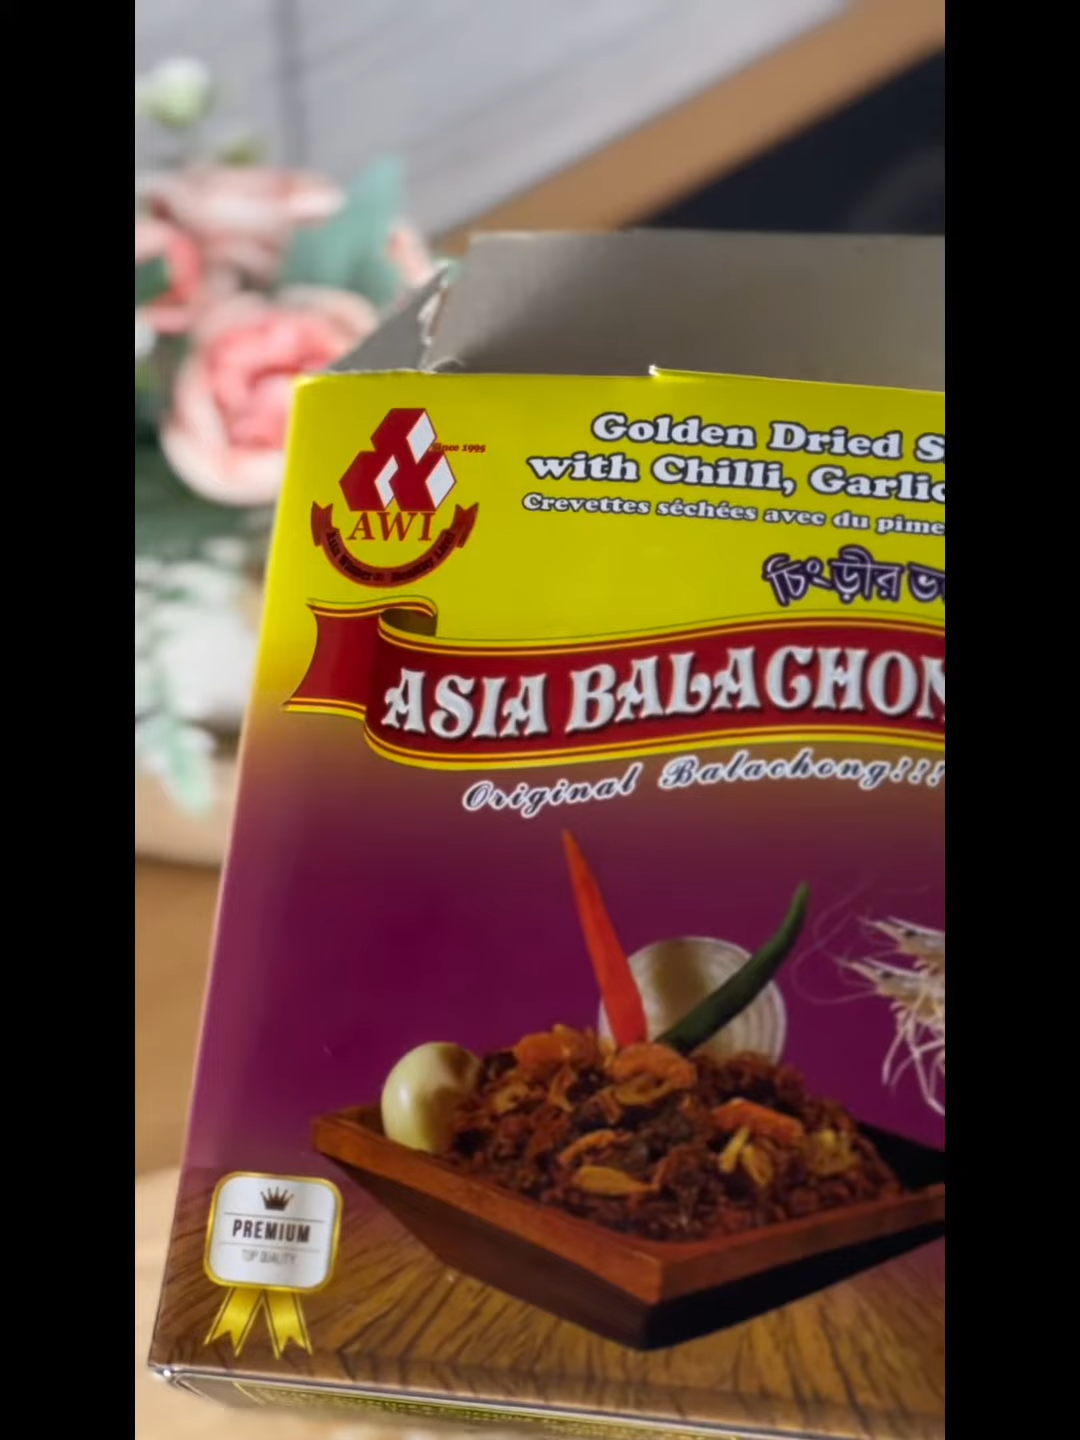 Since 1995
AWI
Golden Dried S
with Chilli, Garlic
Crevettes séchées avec du pime
চিংড়ীর ভ
ASIA BALACHON
Original Balachong!!!
PREMIUM
TOP QUALITY